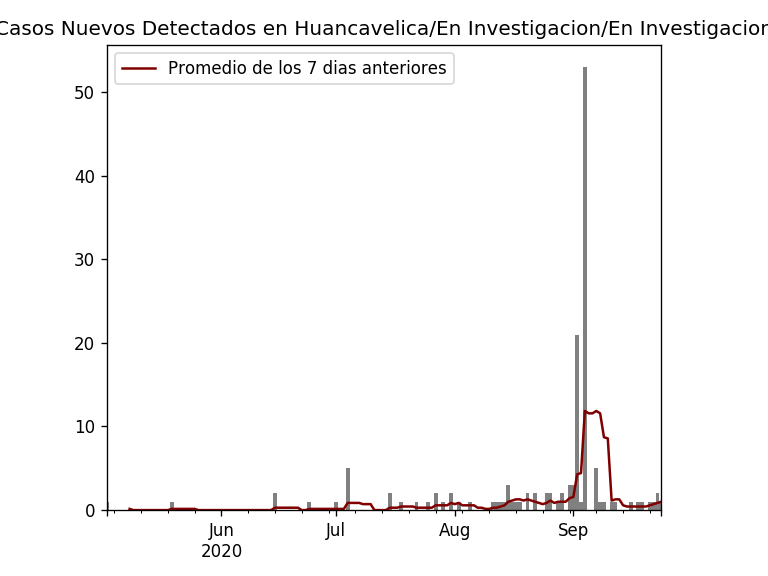 Casos Nuevos Detectados en Huancavelica/En Investigacion/En Investigacion
Promedio de los 7 dias anteriores
50
40
30
20
10
0
Jun
2020
Jul
Aug
Sep